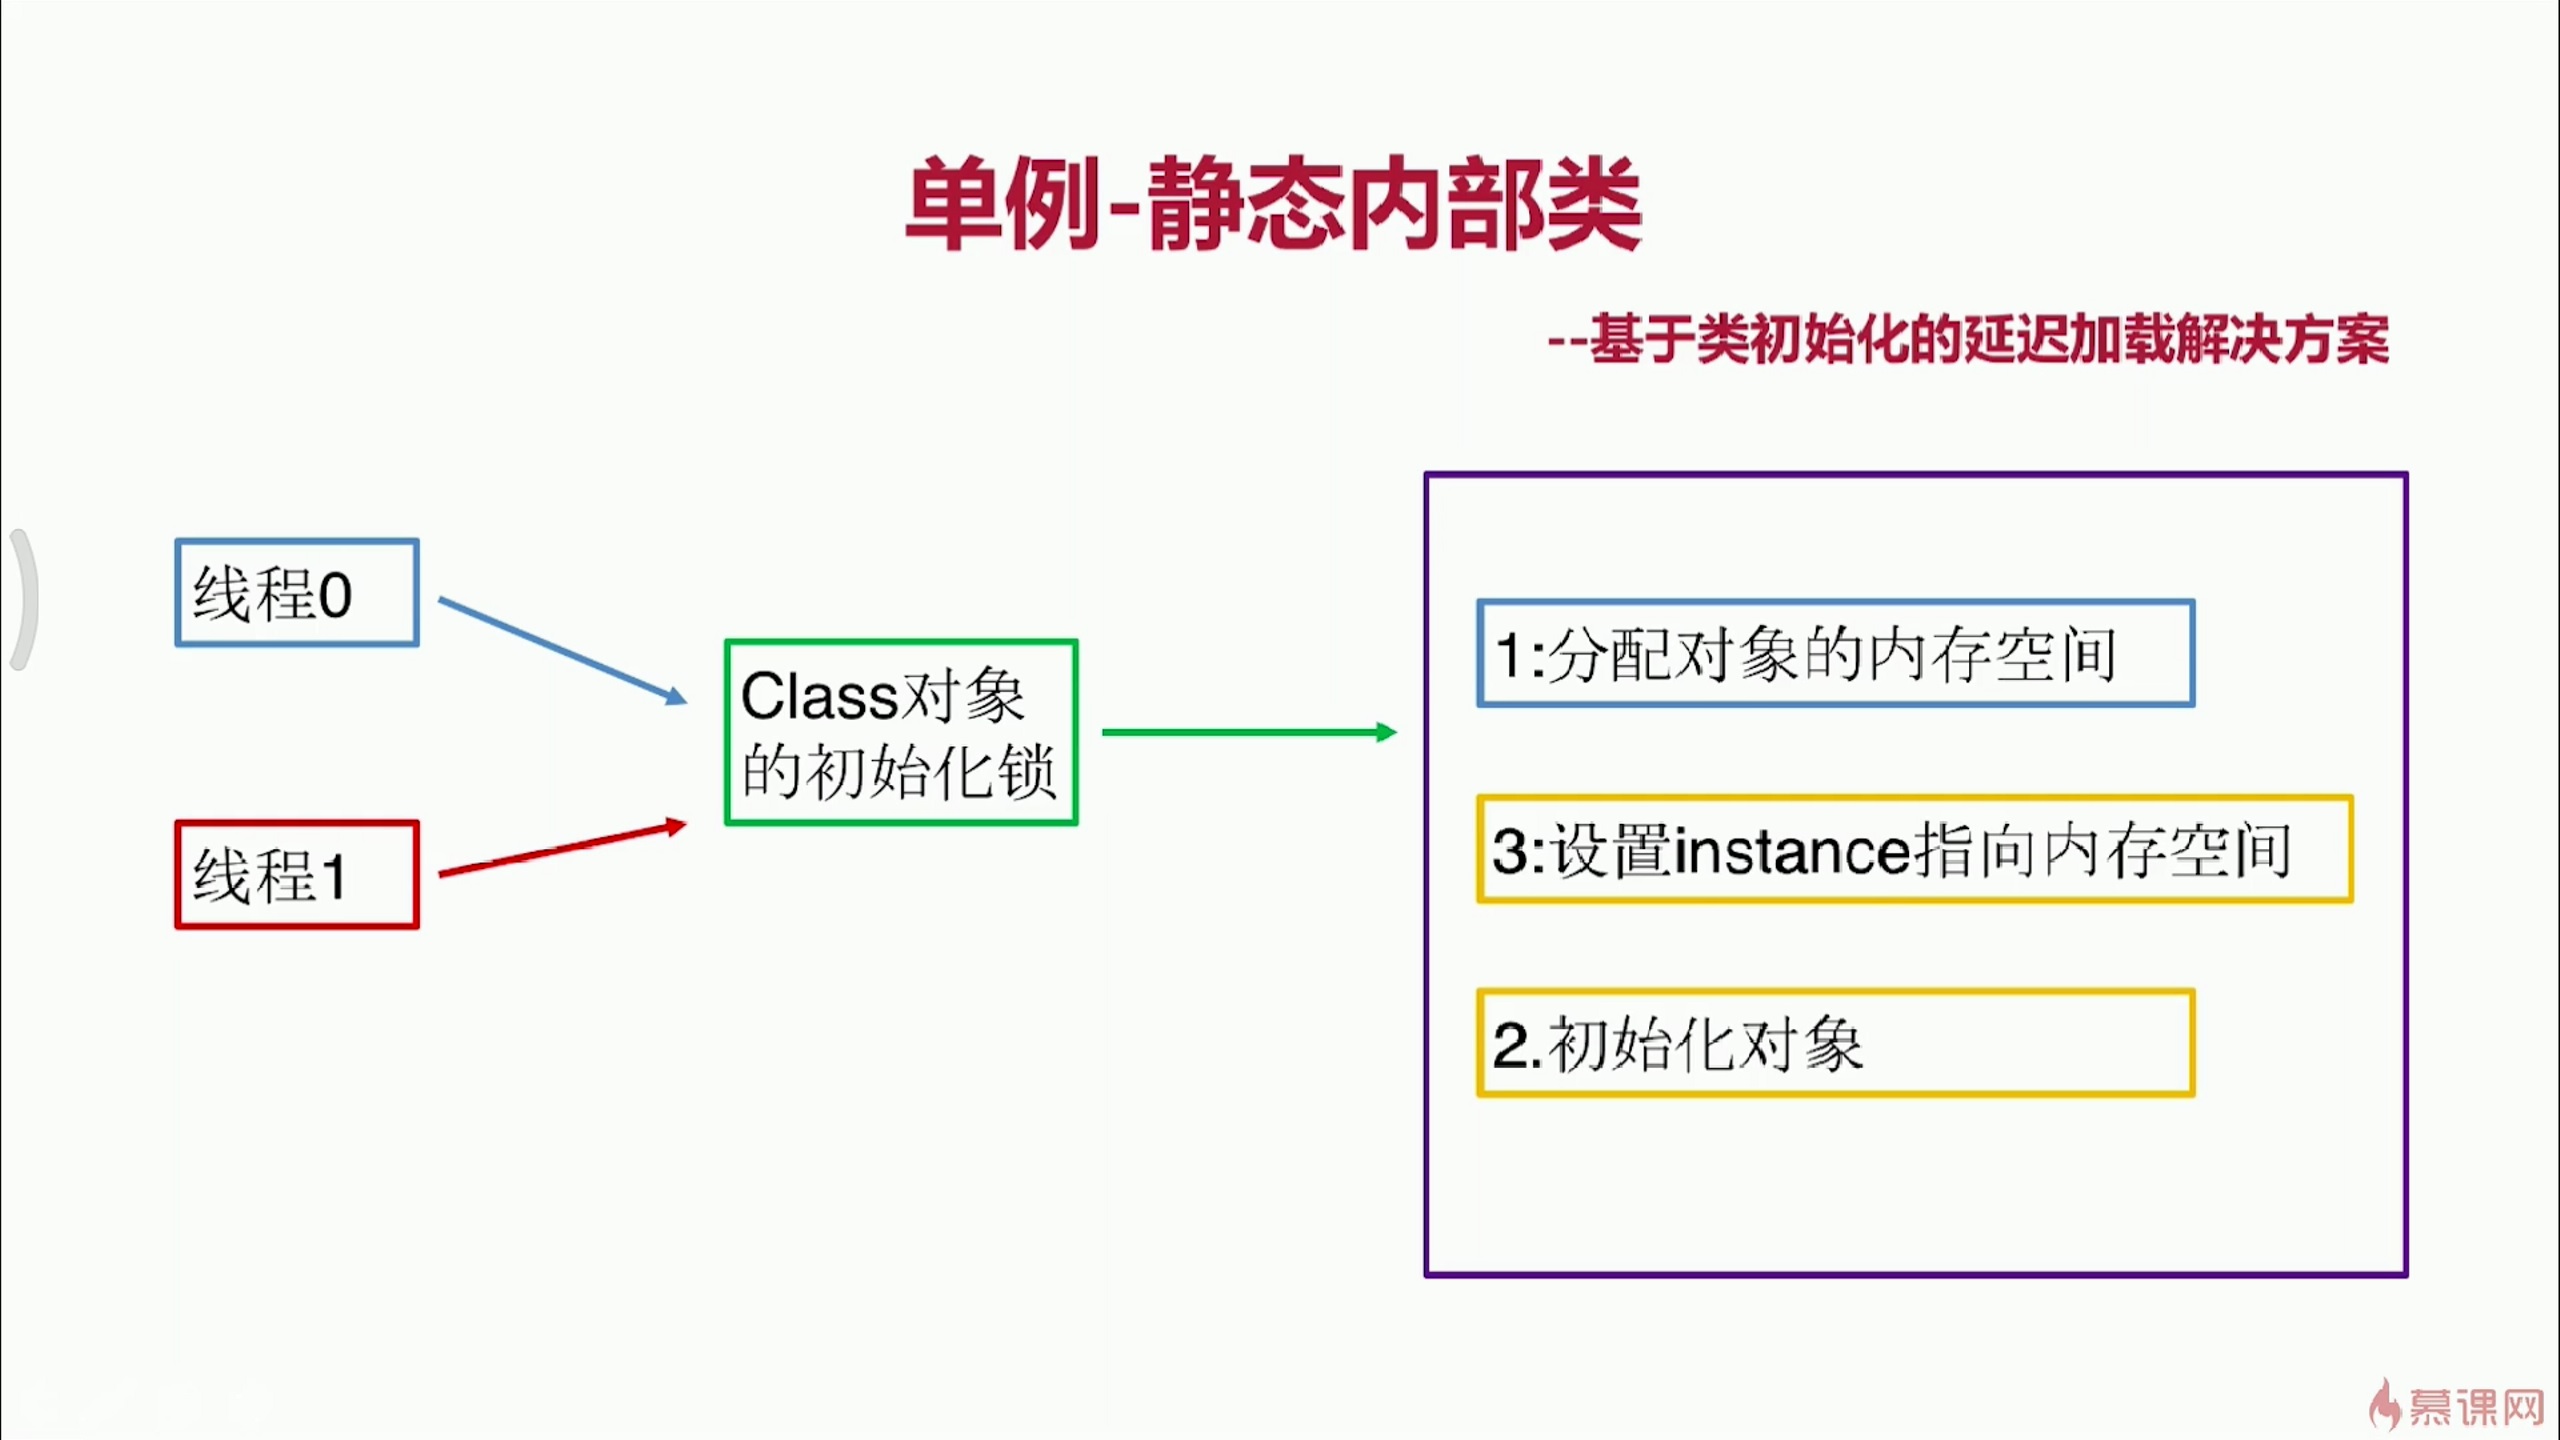 单例-静态内部类
--基于类初始化的延迟加载解决方案
线程0
线程1
Class对象
的初始化锁
1:分配对象的内存空间
3:设置instance指向内存空间
2.初始化对象
慕课网